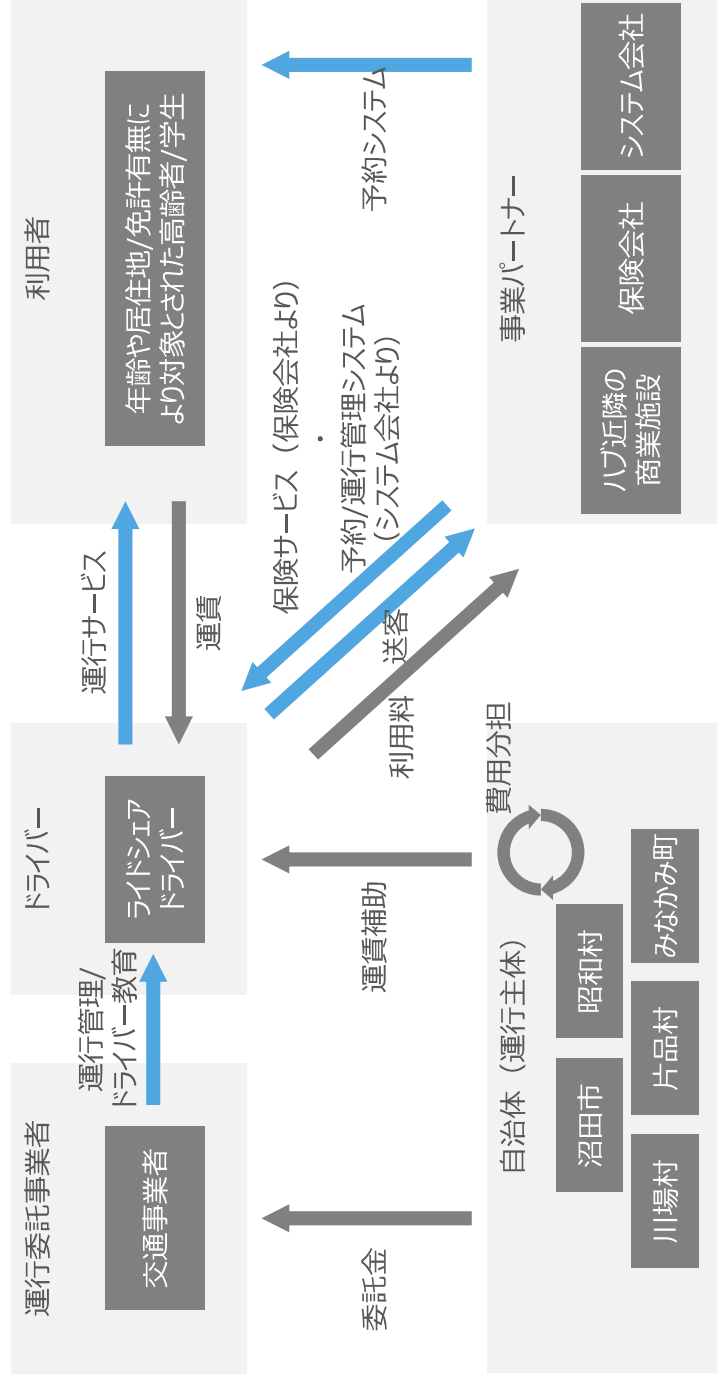 運行委託事業者
交通事業者
運行管理/
ドライバー教育
ドライバー
ライドシェア
ドライバー
運行サービス
運賃
利用者
年齢や居住地/免許有無に
より対象とされた高齢者/学生
委託金
運賃補助
利用料
送客
保険サービス（保険会社より）
・
予約/運行管理システム
（システム会社より）
予約システム
自治体（運行主体）
沼田市
昭和村
川場村
片品村
みなかみ町
費用分担
事業パートナー
ハブ近隣の
商業施設
保険会社
システム会社